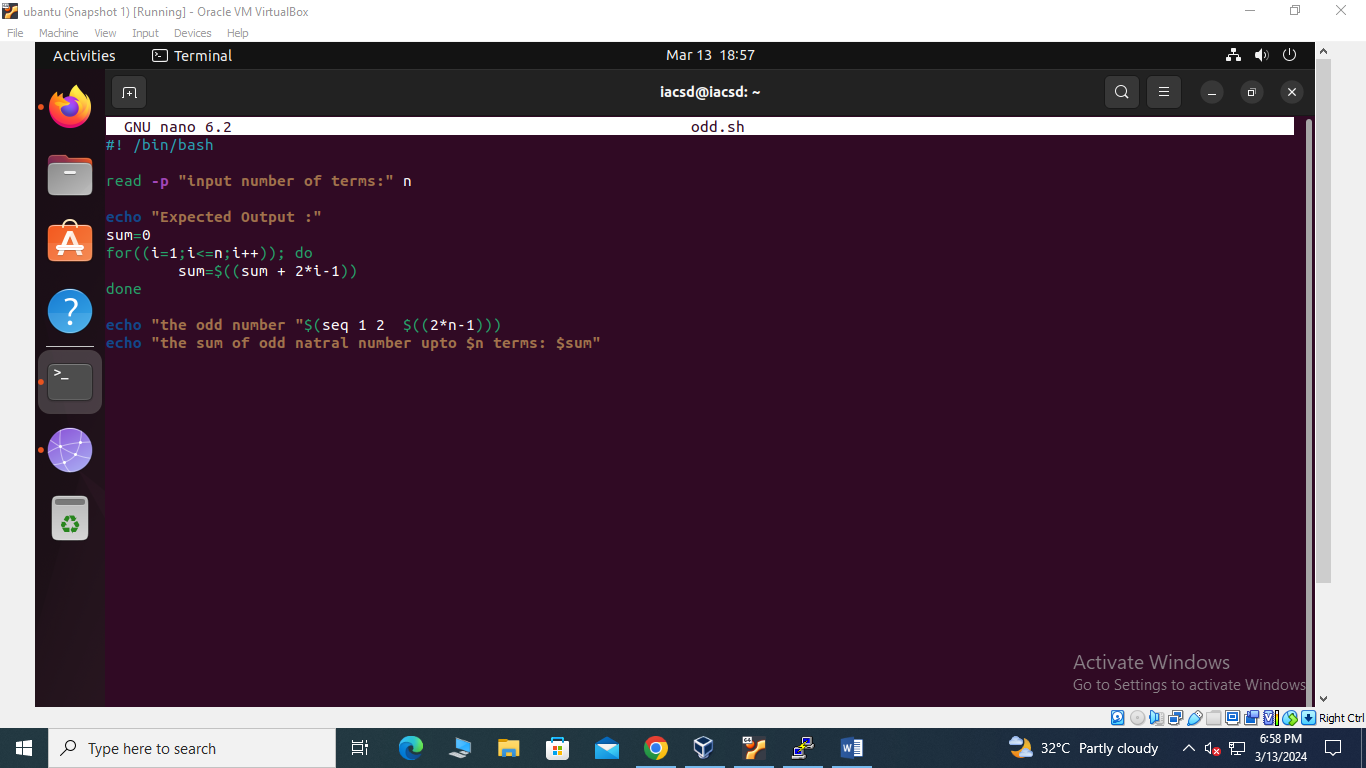 ubantu (Snapshot 1) [Running] - Oracle VM VirtualBox
File Machine View Input Devices Help
Activities Terminal Mar 13 18:57
iacsd@iacsd: ~
GNU nano 6.2 odd.sh
#! /bin/bash
read -p "input number of terms:" n
echo "Expected Output :"
sum=0
for((i=1;i<=n;i++)); do
sum=$((sum + 2*i-1))
done
echo "the odd number "$(seq 1 2  $((2*n-1)))
echo "the sum of odd natral number upto $n terms: $sum"
Activate Windows
Go to Settings to activate Windows
Right Ctrl
Type here to search
32°C Partly cloudy
6:58 PM
3/13/2024